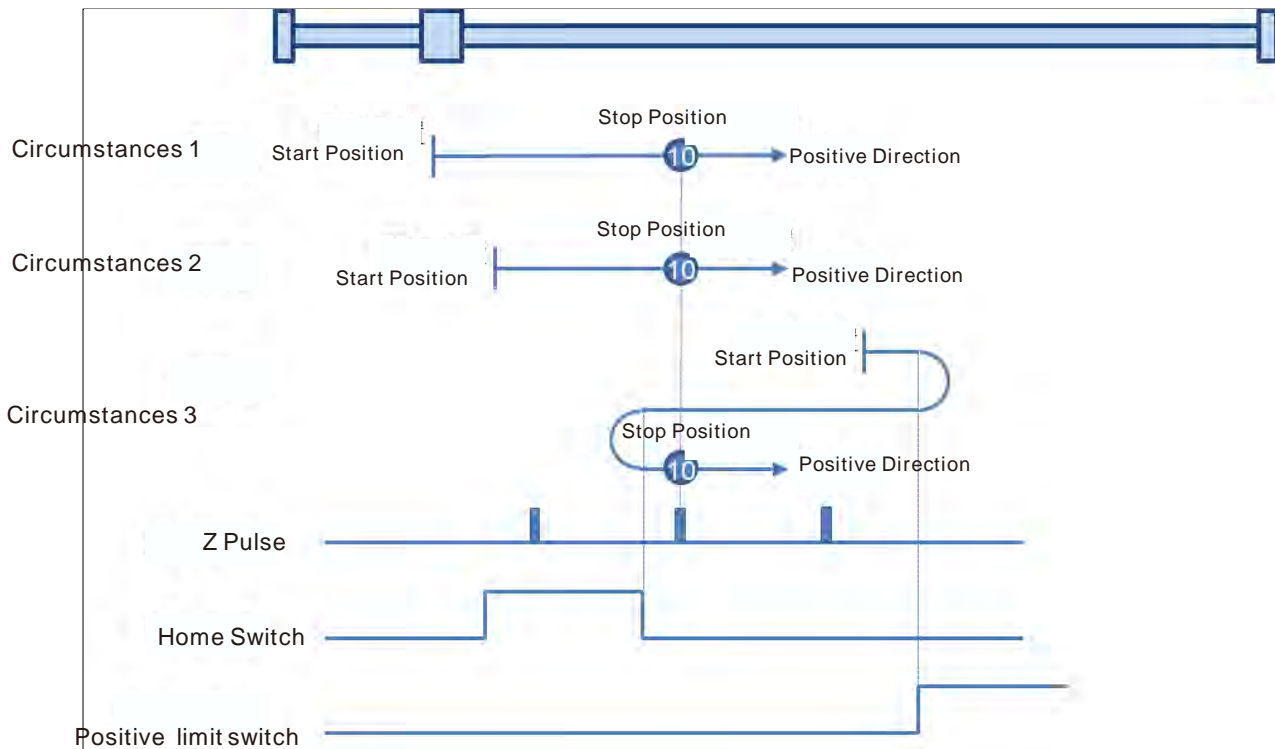 Stop Position
Circumstances 1
Start Position
10
Positive Direction
Stop Position
Circumstances 2
Start Position
10
Positive Direction
Start Position
Circumstances 3
Stop Position
10
Positive Direction
Z Pulse
Home Switch
Positive limit switch